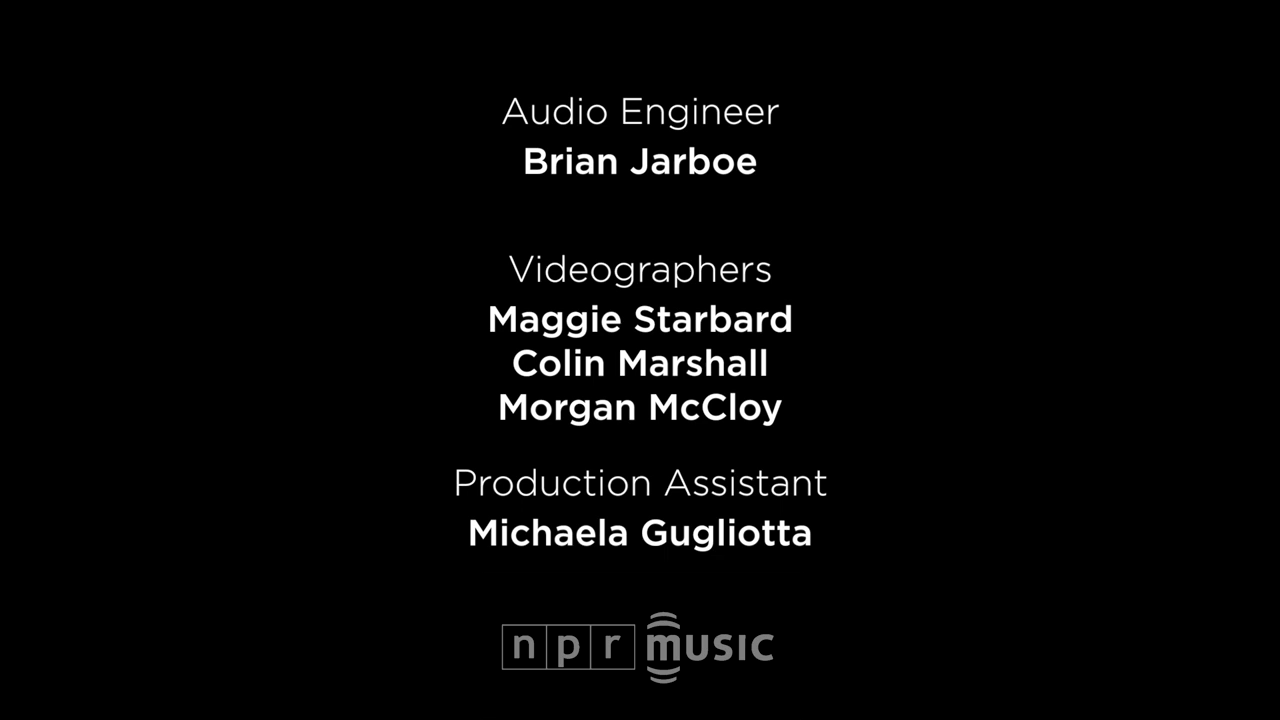 Audio Engineer
Brian Jarboe
Videographers
Maggie Starbard
Colin Marshall
Morgan McCloy
Production Assistant
Michaela Gugliotta
npr music